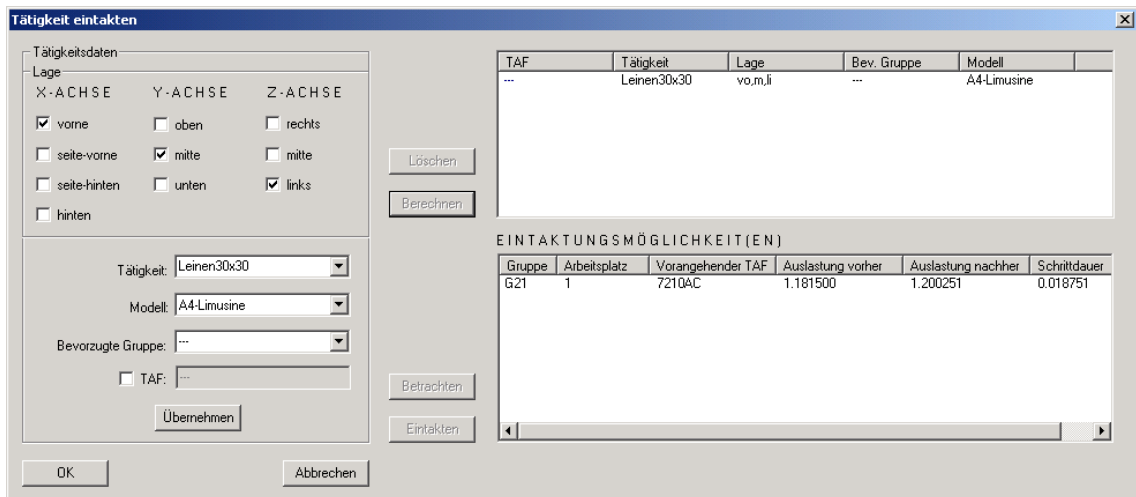 Tätigkeit eintakten
Tätigkeitsdaten
Lage
X-ACHSE Y-ACHSE Z-ACHSE
vorne oben rechts
seite-vorne mitte mitte
seite-hinten unten links
hinten
Tätigkeit: Leinen30x30
Modell: A4-Limusine
Bevorzugte Gruppe: ---
TAF: ---
Übernehmen
OK Abbrechen
Löschen
Berechnen
Betrachten
Eintakten
TAF Tätigkeit Lage Bev. Gruppe Modell
--- Leinen30x30 vo,m,li --- A4-Limusine
EINTAKTUNGSMÖGLICHKEIT(EN)
Gruppe Arbeitsplatz Vorangehender TAF Auslastung vorher Auslastung nachher Schrittdauer
G21 1 7210AC 1.181500 1.200251 0.018751